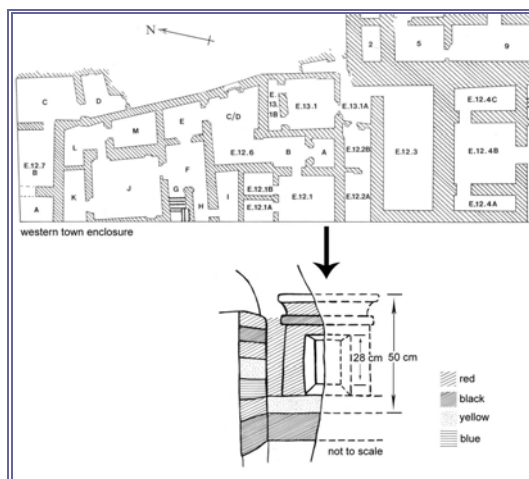 N
2
5
9
C
D
E.
13.
1B
E.13.1
E.13.1A
E.12.4C
M
E
C/D
L
E.12.7
B
E.12.6
B
A
E.12.2B
E.12.3
E.12.4B
F
J
G
A
K
H
I
E.12.1B
E.12.1A
E.12.1
E.12.2A
E.12.4A
western town enclosure
28 cm
50 cm
red
black
yellow
blue
not to scale